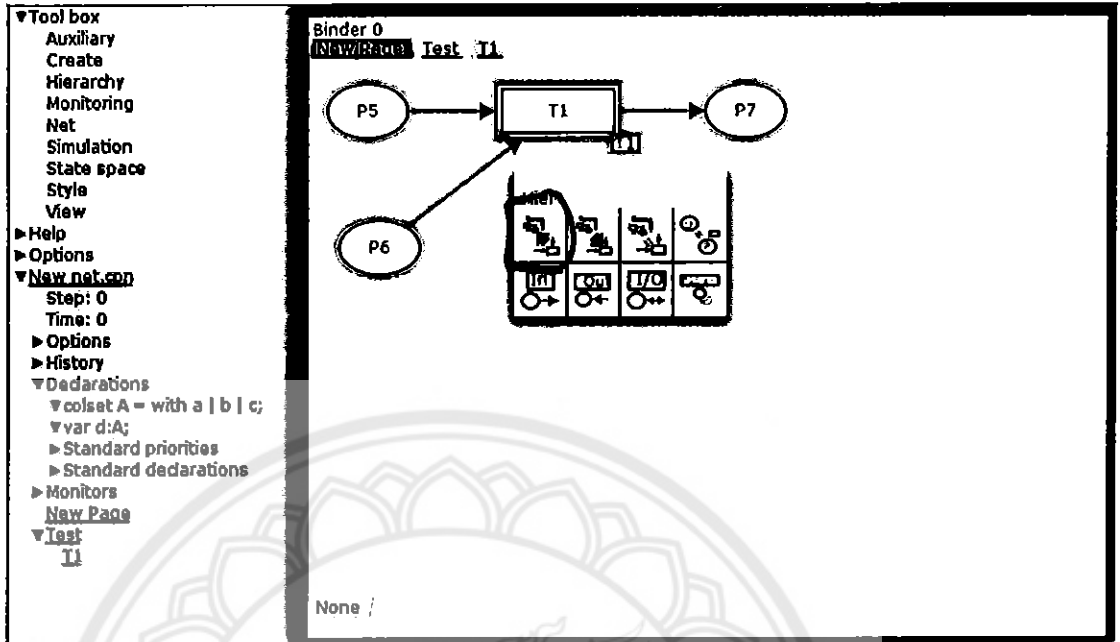 Tool box
Auxiliary
Create
Hierarchy
Monitoring
Net
Simulation
State space
Style
View
Help
Options
New net.cpn
Step: 0
Time: 0
Options
History
Declarations
colset A = with a | b | c;
var d:A;
Standard priorities
Standard declarations
Monitors
New Page
Test
T1
Binder 0
New Page Test T1
P5
T1
P7
T1
P6
Hier
In Out I/O
None